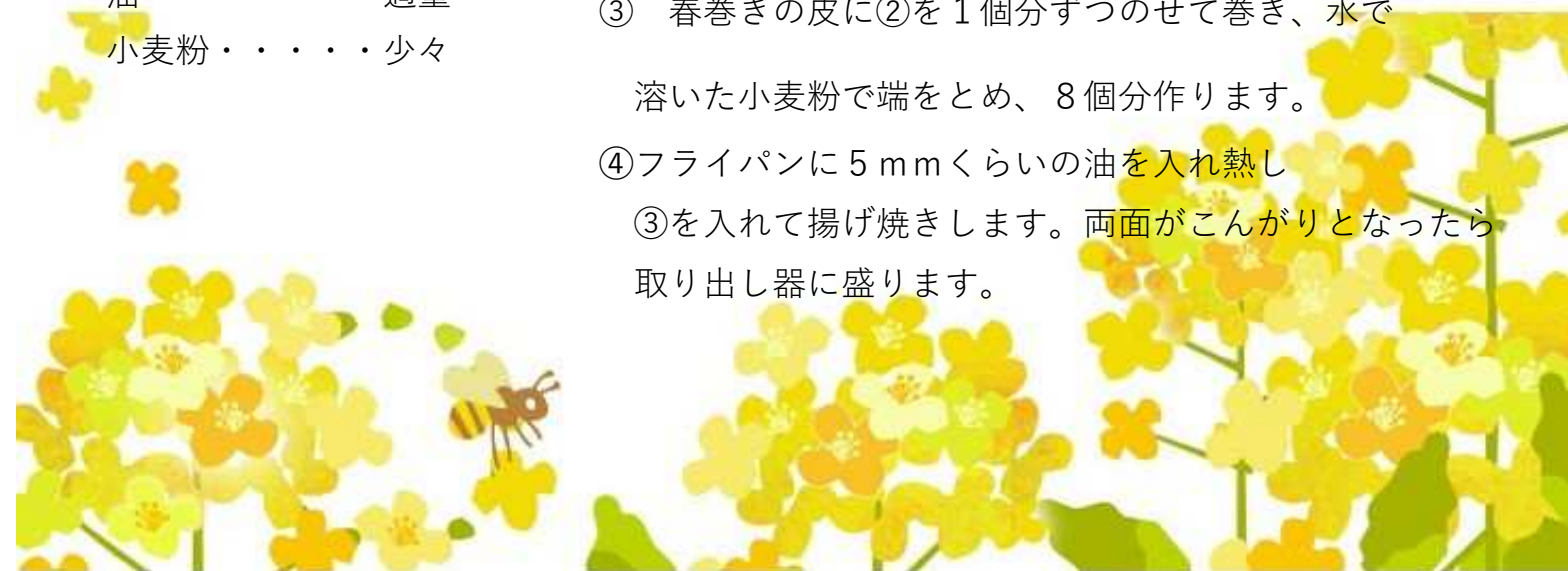 油　　　　　　適量
小麦粉・・・・・少々
③　春巻きの皮に②を１個分ずつのせて巻き、水で
溶いた小麦粉で端をとめ、８個分作ります。
④フライパンに５ｍｍくらいの油を入れ熱し
③を入れて揚げ焼きします。両面がこんがりとなったら
取り出し器に盛ります。